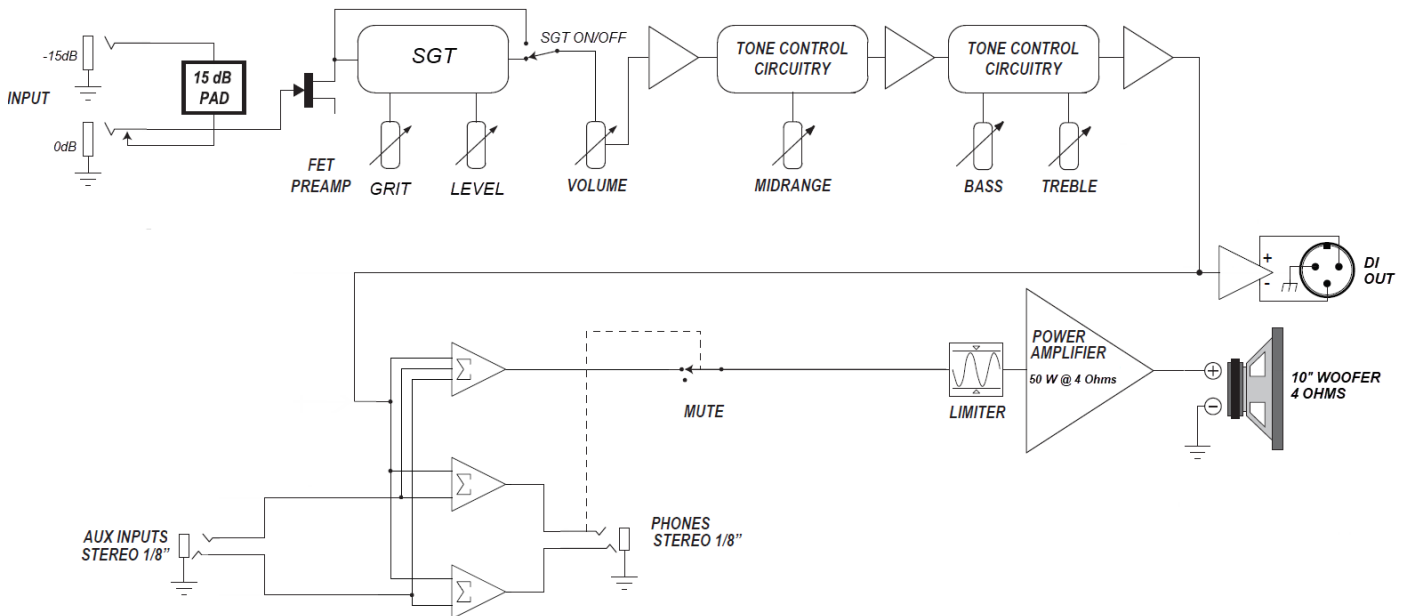 -15dB
INPUT
0dB
15 dB
PAD
FET
PREAMP
SGT
SGT ON/OFF
GRIT
LEVEL
VOLUME
TONE CONTROL
CIRCUITRY
MIDRANGE
TONE CONTROL
CIRCUITRY
BASS
TREBLE
+
-
DI
OUT
Σ
MUTE
LIMITER
POWER
AMPLIFIER
50 W @ 4 Ohms
+
−
10" WOOFER
4 OHMS
Σ
AUX INPUTS
STEREO 1/8”
PHONES
STEREO 1/8”
Σ